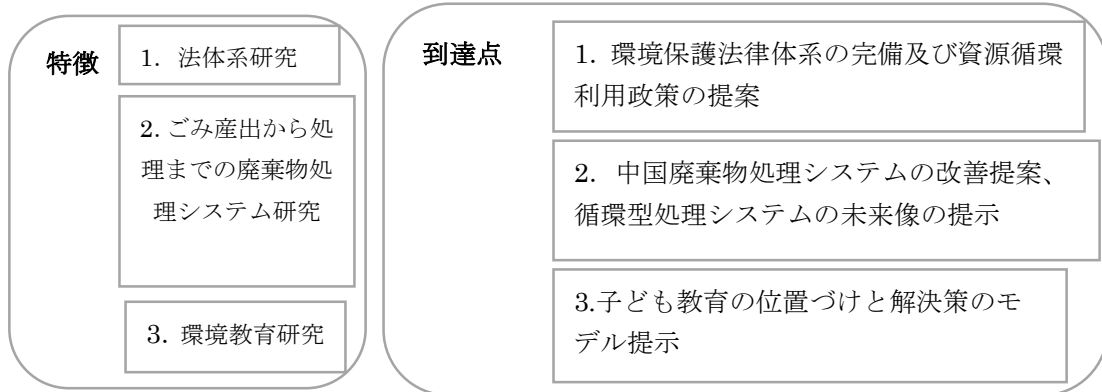 特徴
1. 法体系研究
2. ごみ産出から処
理までの廃棄物処
理システム研究
3. 環境教育研究
到達点
1. 環境保護法律体系の完備及び資源循環
利用政策の提案
2. 中国廃棄物処理システムの改善提案、
循環型処理システムの未来像の提示
3.子ども教育の位置づけと解決策のモ
デル提示